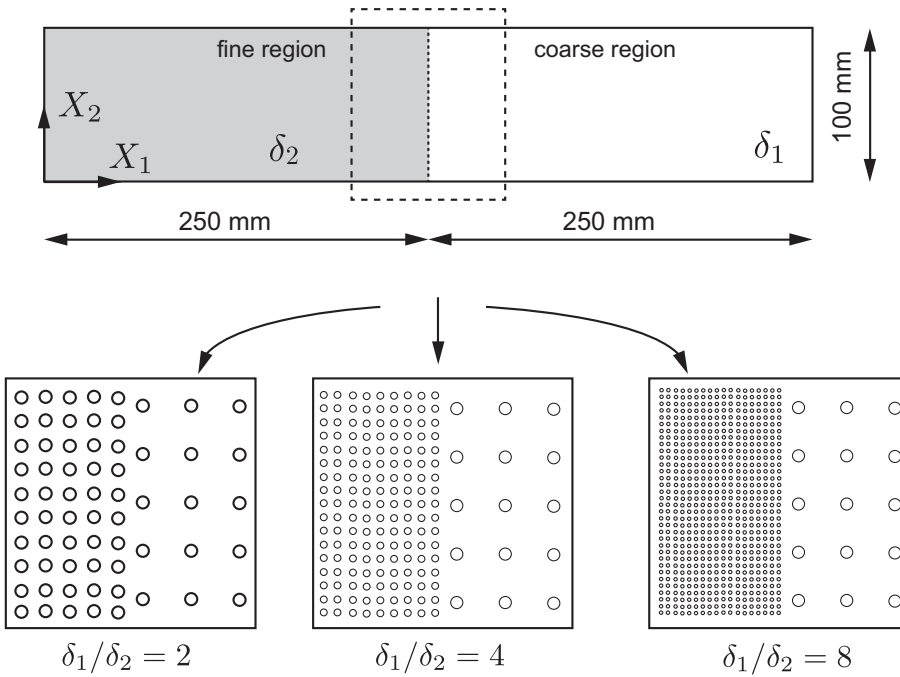 fine region
coarse region
X₂
X₁
δ₂
δ₁
100 mm
250 mm
250 mm
δ₁/δ₂ = 2
δ₁/δ₂ = 4
δ₁/δ₂ = 8